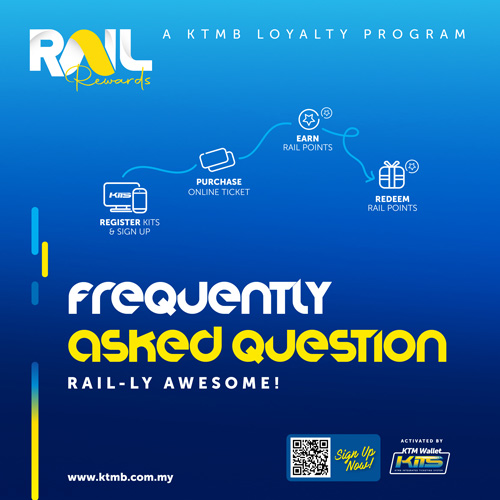 RAIL
Rewards
A KTMB LOYALTY PROGRAM
EARN
RAIL POINTS
PURCHASE
ONLINE TICKET
REDEEM
RAIL POINTS
KITS
REGISTER KITS
& SIGN UP
FREQUENTLY
ASKED QUESTION
RAIL-LY AWESOME!
www.ktmb.com.my
Sign Up
Now!
ACTIVATED BY
KTM Wallet
KITS